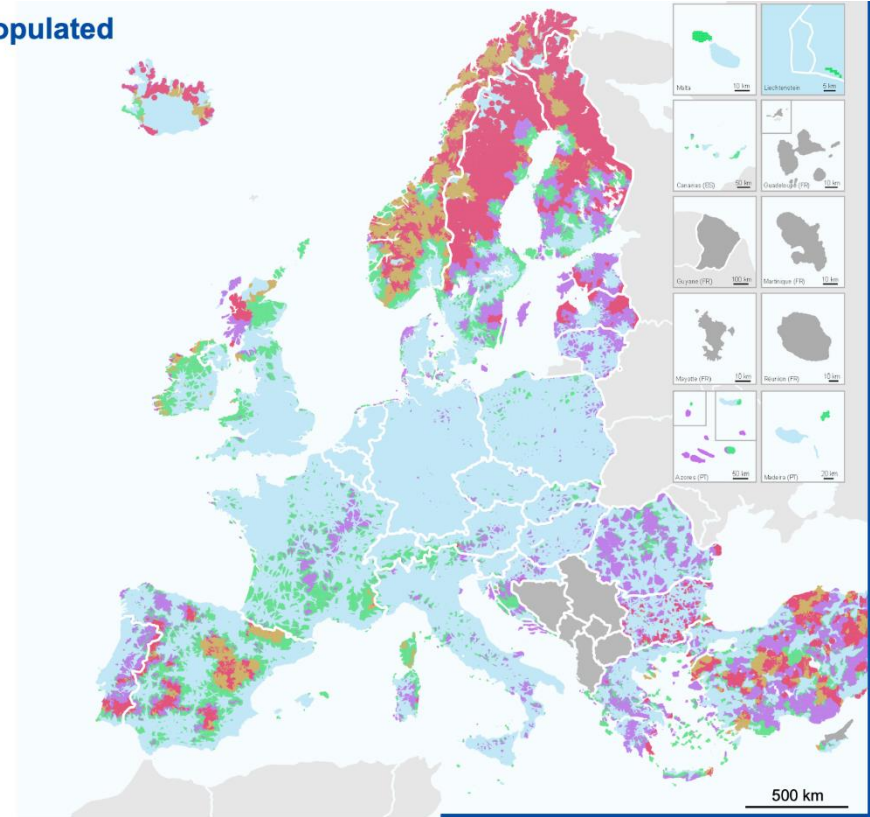 opulated
Malta
10 km
Liechtenstein
5 km
Canarias (ES)
50 km
Guadeloupe (FR)
10 km
Guyane (FR)
100 km
Martinique (FR)
10 km
Mayotte (FR)
10 km
Réunion (FR)
10 km
Azores (PT)
50 km
Madeira (PT)
20 km
500 km